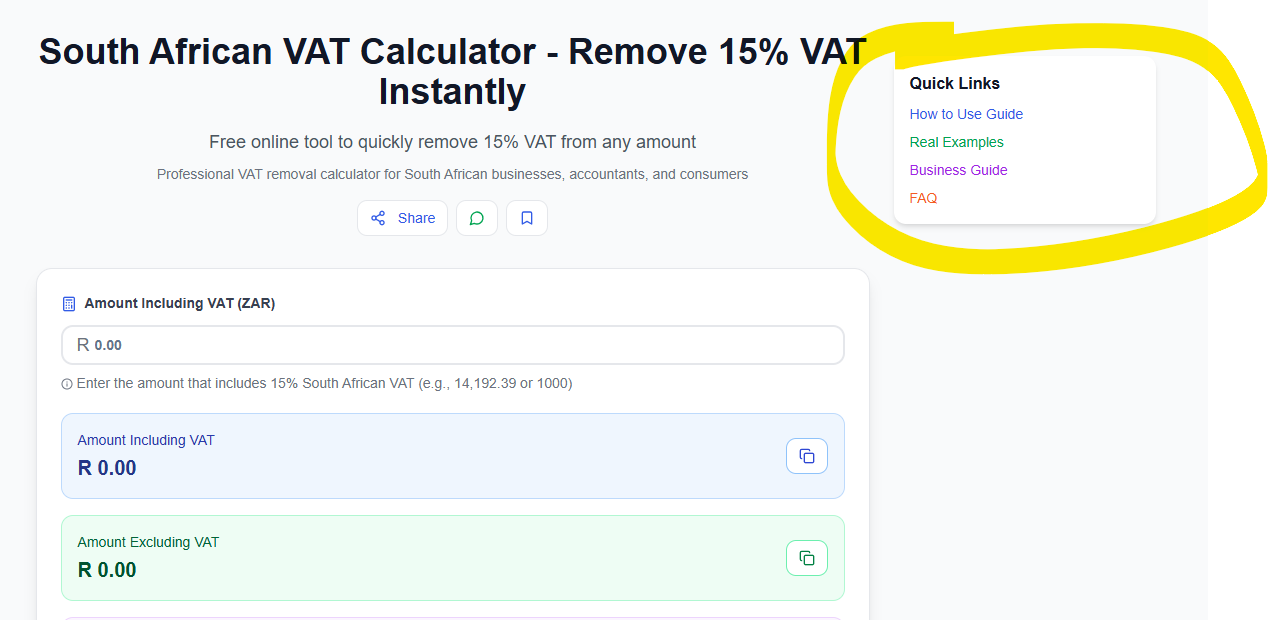 South African VAT Calculator - Remove 15% VAT
Instantly
Free online tool to quickly remove 15% VAT from any amount
Professional VAT removal calculator for South African businesses, accountants, and consumers
Share
Quick Links
How to Use Guide
Real Examples
Business Guide
FAQ
Amount Including VAT (ZAR)
R 0.00
Enter the amount that includes 15% South African VAT (e.g., 14,192.39 or 1000)
Amount Including VAT
R 0.00
Amount Excluding VAT
R 0.00